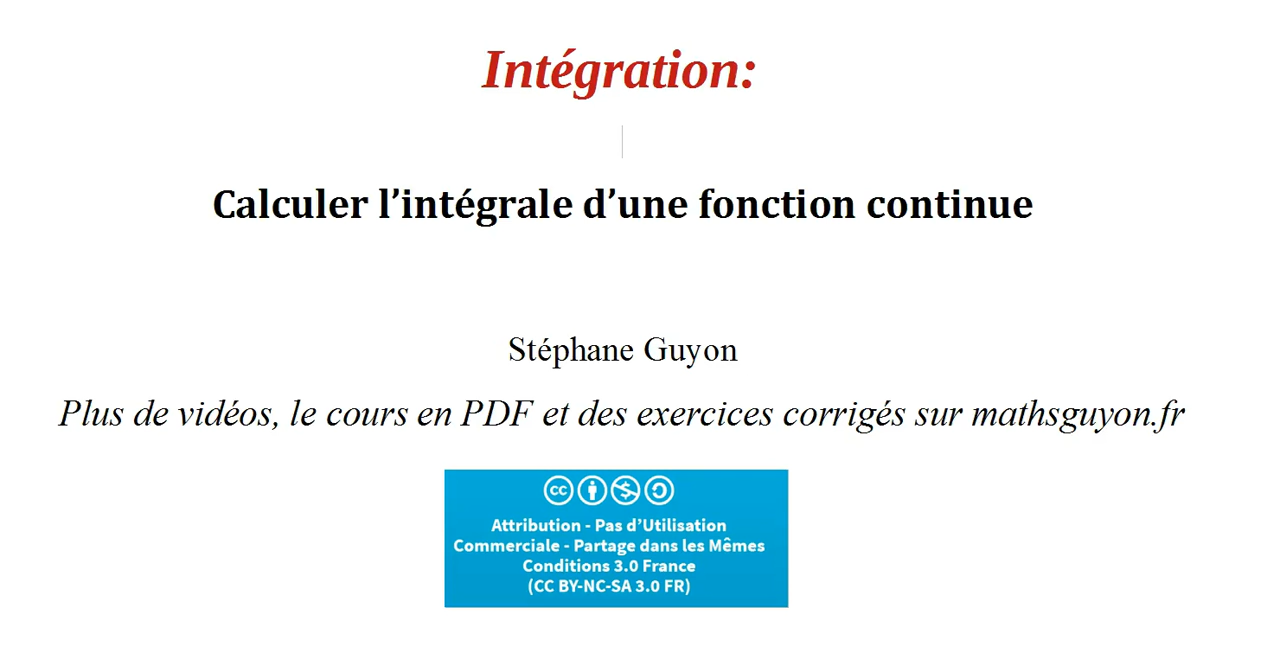 Intégration:
Calculer l’intégrale d’une fonction continue
Stéphane Guyon
Plus de vidéos, le cours en PDF et des exercices corrigés sur mathsguyon.fr
cc
Attribution - Pas d’Utilisation
Commerciale - Partage dans les Mêmes
Conditions 3.0 France
(CC BY-NC-SA 3.0 FR)